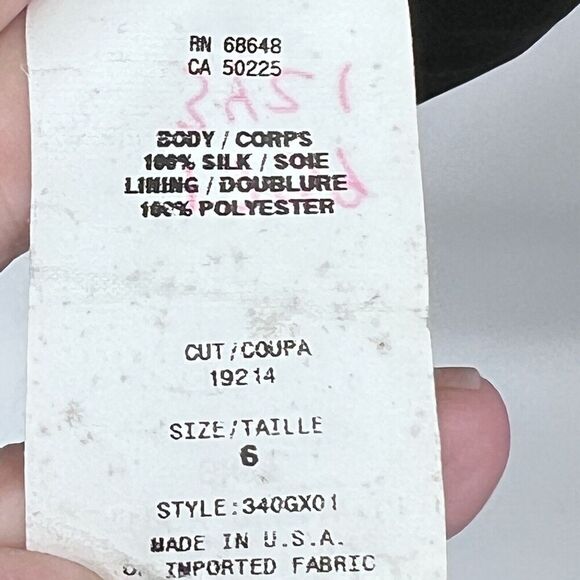 RN 68648
CA 50225
BODY / CORPS
100% SILK / SOIE
LINING / DOUBLURE
100% POLYESTER
CUT/COUPA
19214
SIZE/TAILLE
6
STYLE:340GX01
MADE IN U.S.A.
OF IMPORTED FABRIC